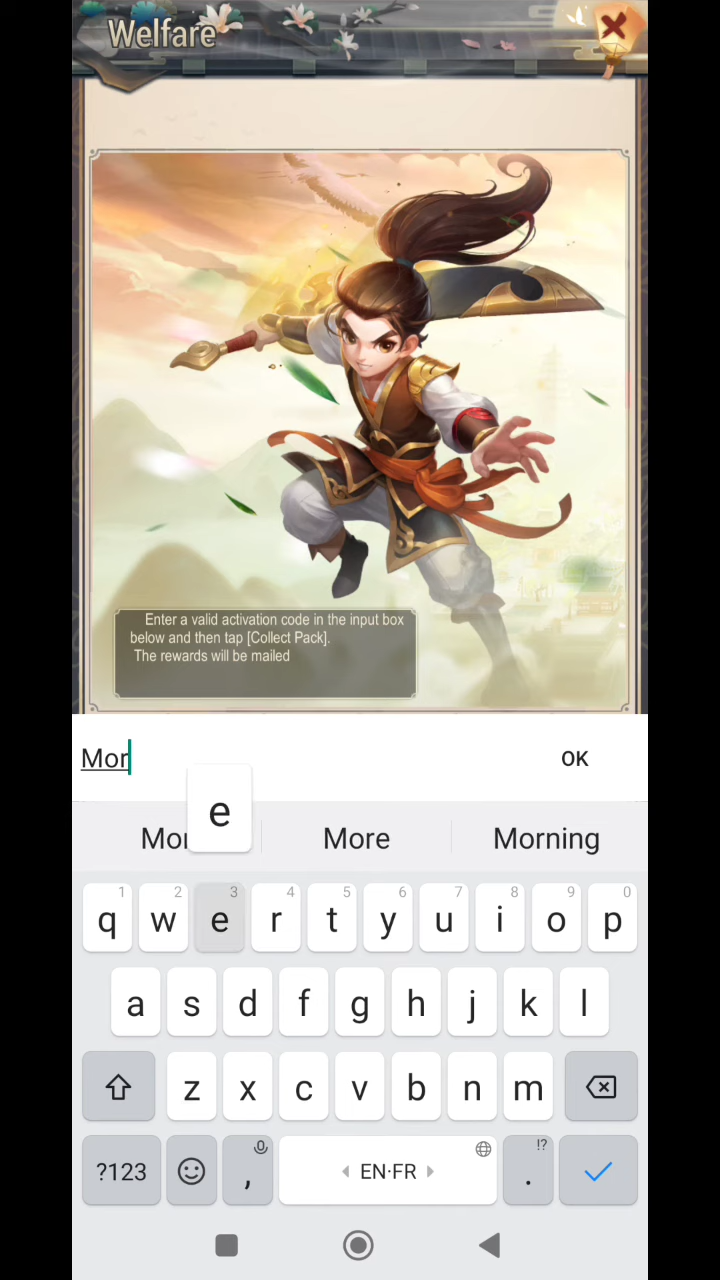 Welfare
Enter a valid activation code in the input box
below and then tap [Collect Pack].
The rewards will be mailed
Mor
OK
e
Mor
More
Morning
1 2 3 4 5 6 7 8 9 0
q w e r t y u i o p
a s d f g h j k l
z x c v b n m
?123
,
EN·FR
!?
.